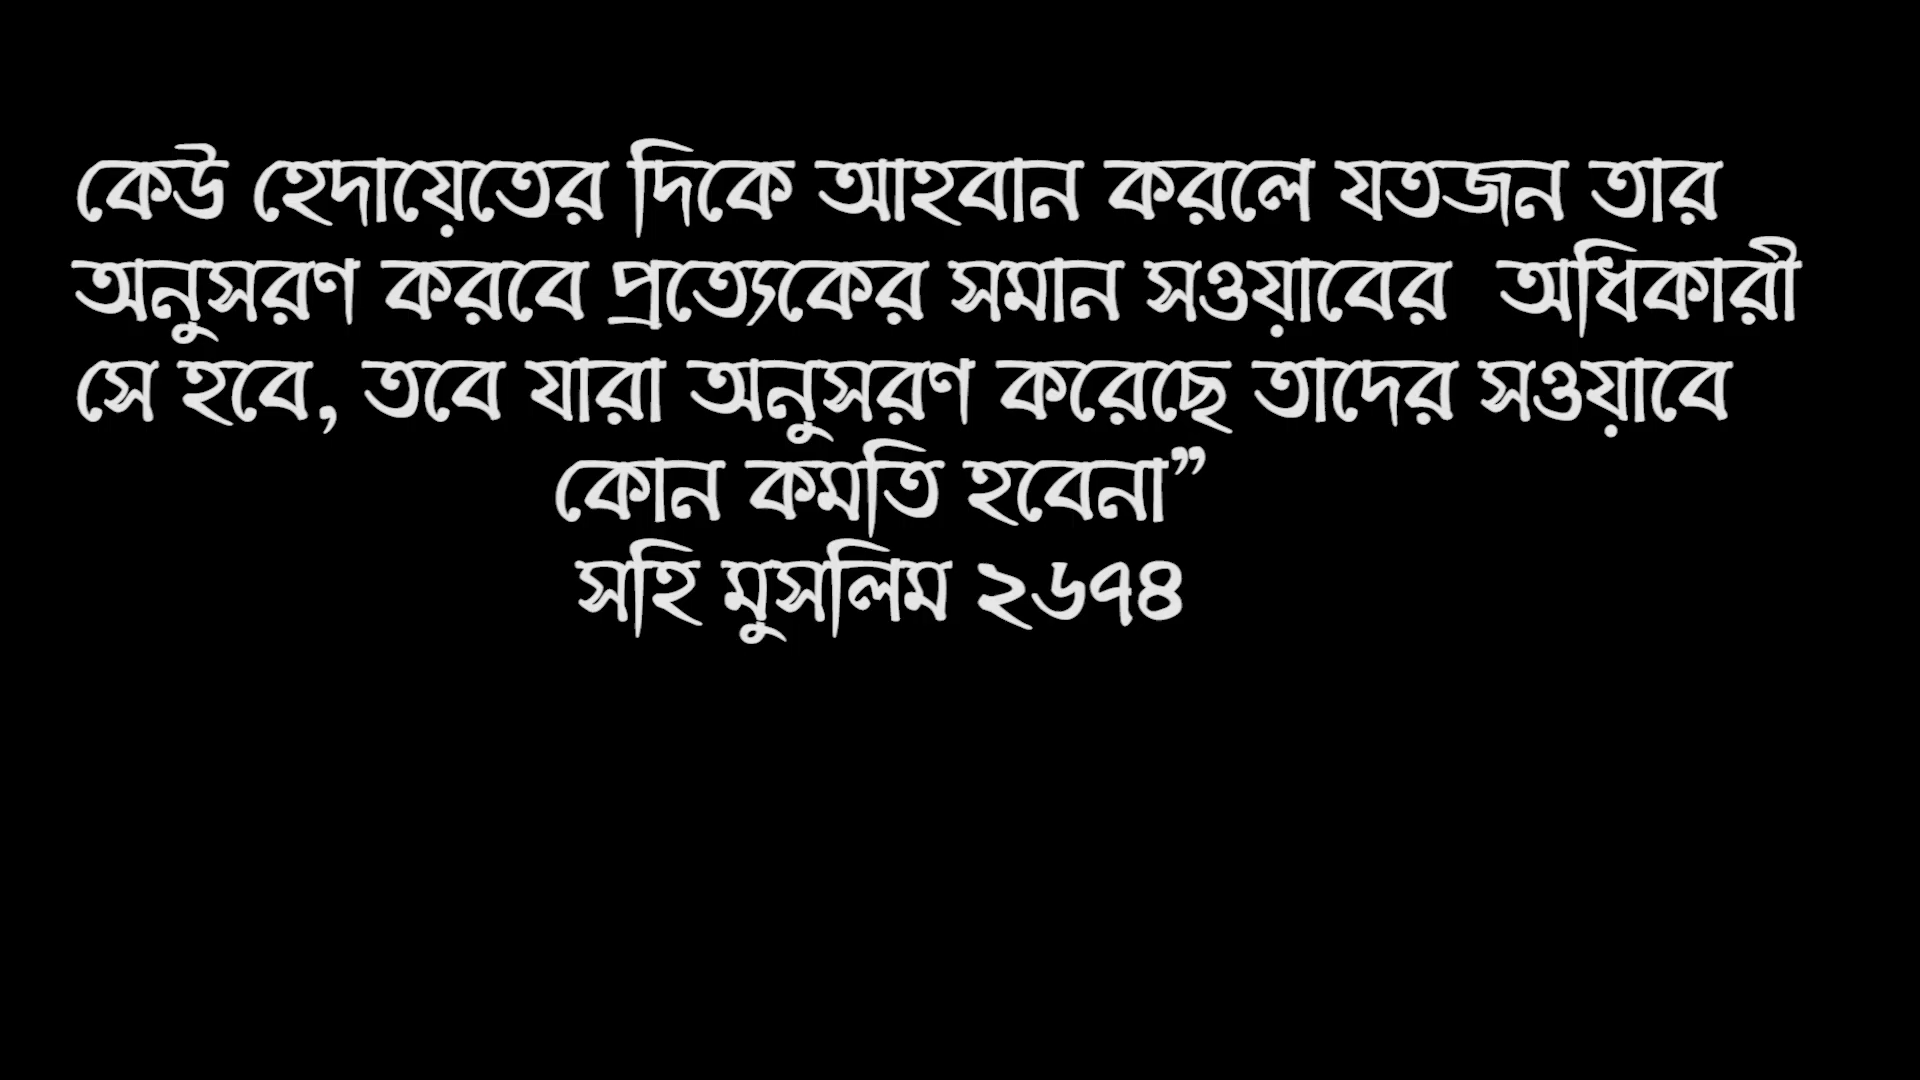 কেউ হেদায়েতের দিকে আহবান করলে যতজন তার
অনুসরণ করবে প্রত্যেকের সমান সওয়াবের অধিকারী
সে হবে, তবে যারা অনুসরণ করেছে তাদের সওয়াবে
কোন কমতি হবেনা”
সহি মুসলিম ২৬৭৪